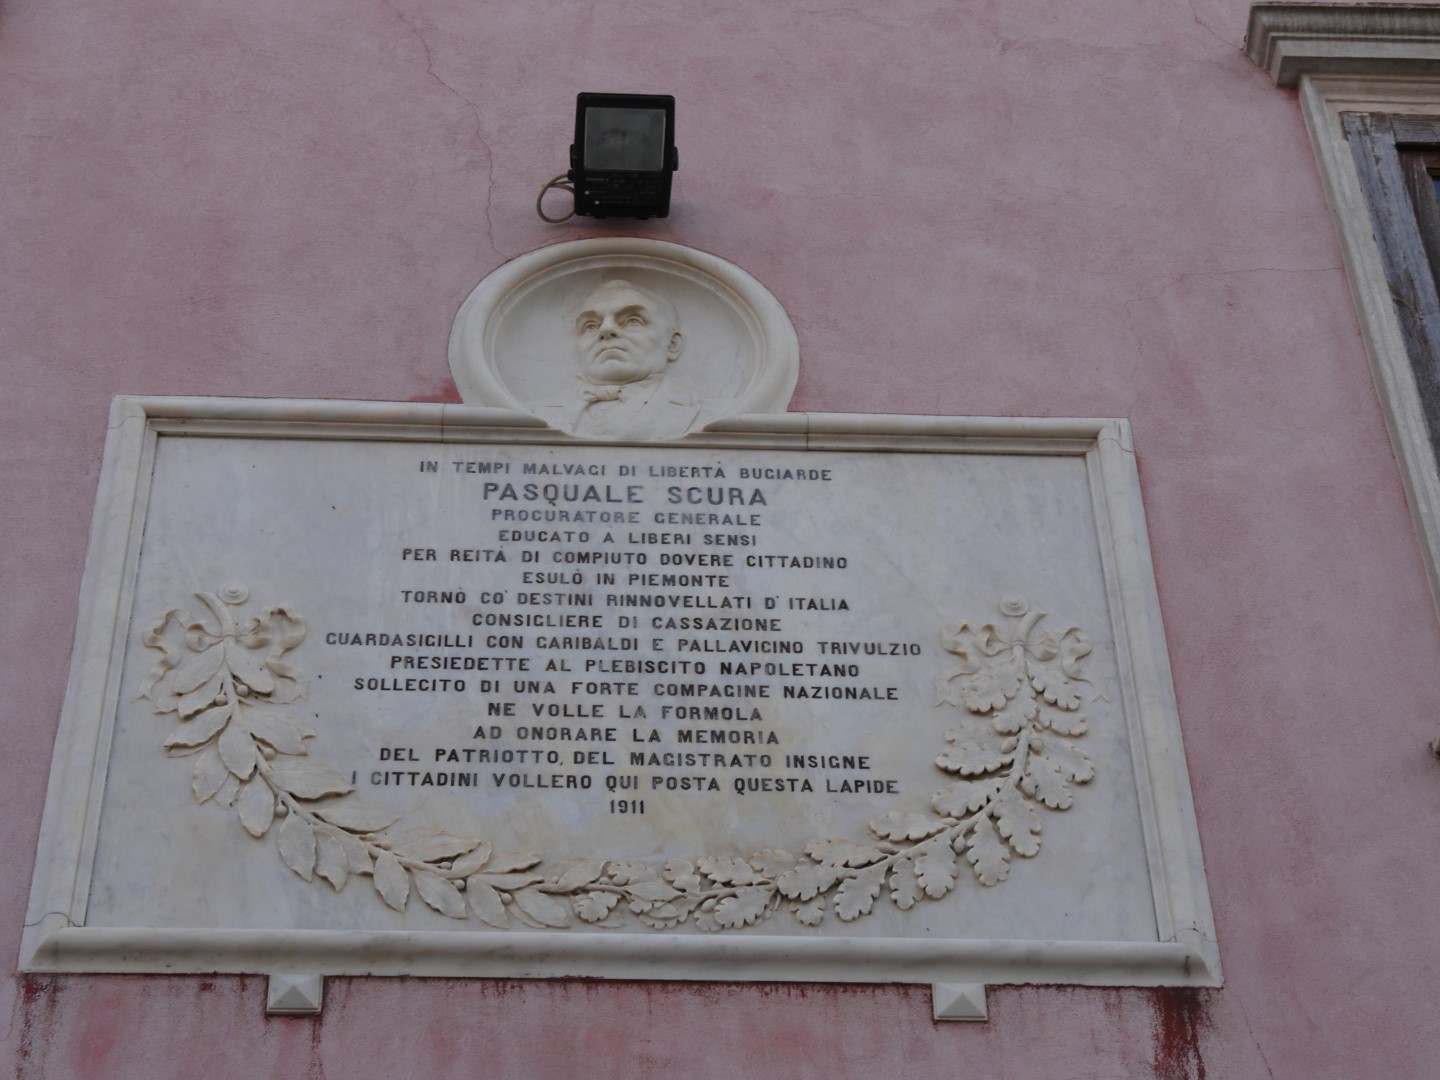 IN TEMPI MALVAGI DI LIBERTÀ BUGIARDE
PASQUALE SCURA
PROCURATORE GENERALE
EDUCATO A LIBERI SENSI
PER REITÀ DI COMPIUTO DOVERE CITTADINO
ESULÒ IN PIEMONTE
TORNÒ CO' DESTINI RINNOVELLATI D'ITALIA
CONSIGLIERE DI CASSAZIONE
GUARDASIGILLI CON GARIBALDI E PALLAVICINO TRIVULZIO
PRESIEDETTE AL PLEBISCITO NAPOLETANO
SOLLECITO DI UNA FORTE COMPAGINE NAZIONALE
NE VOLLE LA FORMOLA
AD ONORARE LA MEMORIA
DEL PATRIOTTO, DEL MAGISTRATO INSIGNE
I CITTADINI VOLLERO QUI POSTA QUESTA LAPIDE
1911